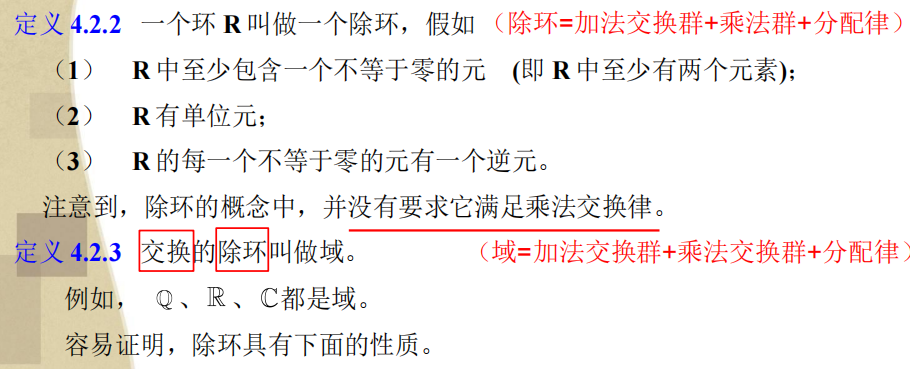 定义 4.2.2 一个环 R 叫做一个除环，假如（除环=加法交换群+乘法群+分配律）
（1） R 中至少包含一个不等于零的元 (即 R 中至少有两个元素)；
（2） R 有单位元；
（3） R 的每一个不等于零的元有一个逆元。
注意到，除环的概念中，并没有要求它满足乘法交换律。
定义 4.2.3 交换的除环叫做域。（域=加法交换群+乘法交换群+分配律）
例如， ℚ、ℝ、ℂ都是域。
容易证明，除环具有下面的性质。